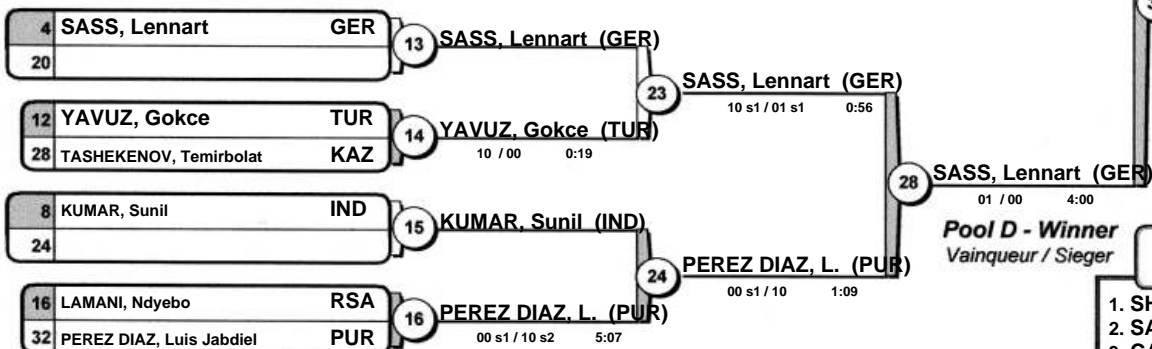 4 SASS, Lennart GER
20
13
SASS, Lennart (GER)
12 YAVUZ, Gokce TUR
28 TASHEKENOV, Temirbolat KAZ
14
YAVUZ, Gokce (TUR)
10 / 00 0:19
23
SASS, Lennart (GER)
10 s1 / 01 s1 0:56
8 KUMAR, Sunil IND
24
15
KUMAR, Sunil (IND)
16 LAMANI, Ndyebo RSA
32 PEREZ DIAZ, Luis Jabdiel PUR
16
PEREZ DIAZ, L. (PUR)
00 s1 / 10 s2 5:07
24
PEREZ DIAZ, L. (PUR)
00 s1 / 10 1:09
28
SASS, Lennart (GER)
01 / 00 4:00
Pool D - Winner
Vainqueur / Sieger
1. SH
2. SA